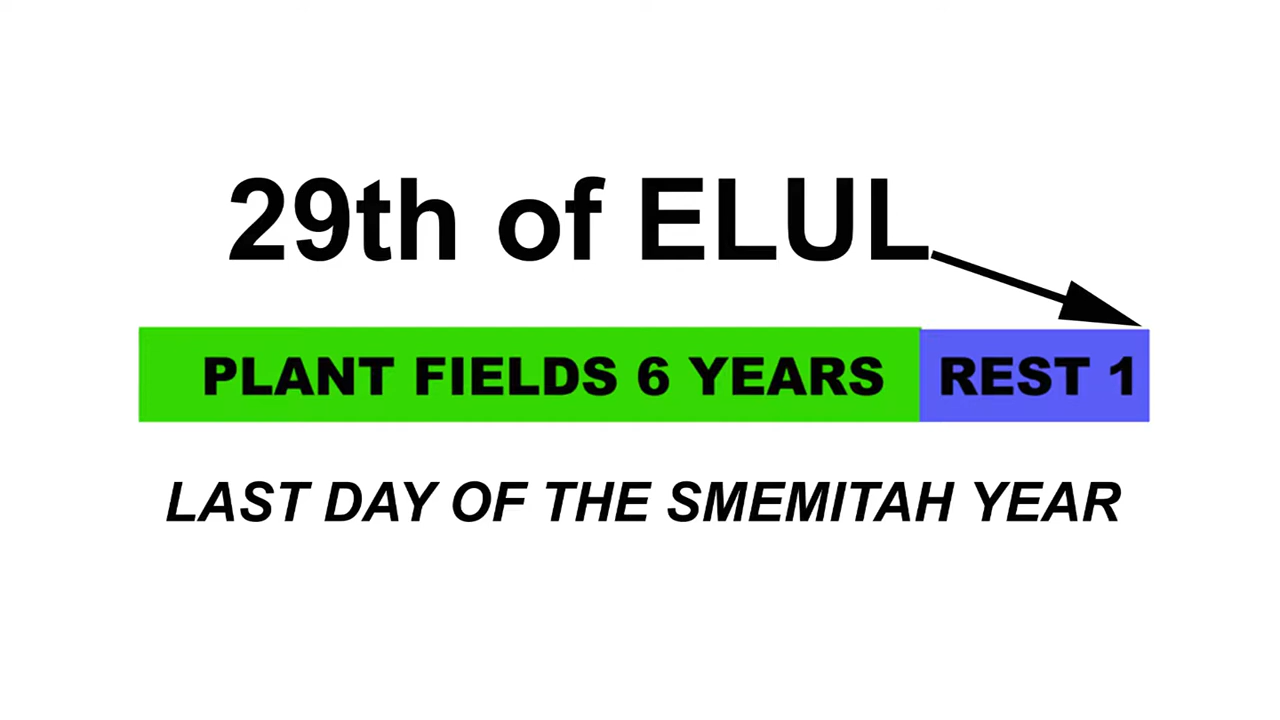 29th of ELUL
PLANT FIELDS 6 YEARS REST 1
LAST DAY OF THE SMEMITAH YEAR